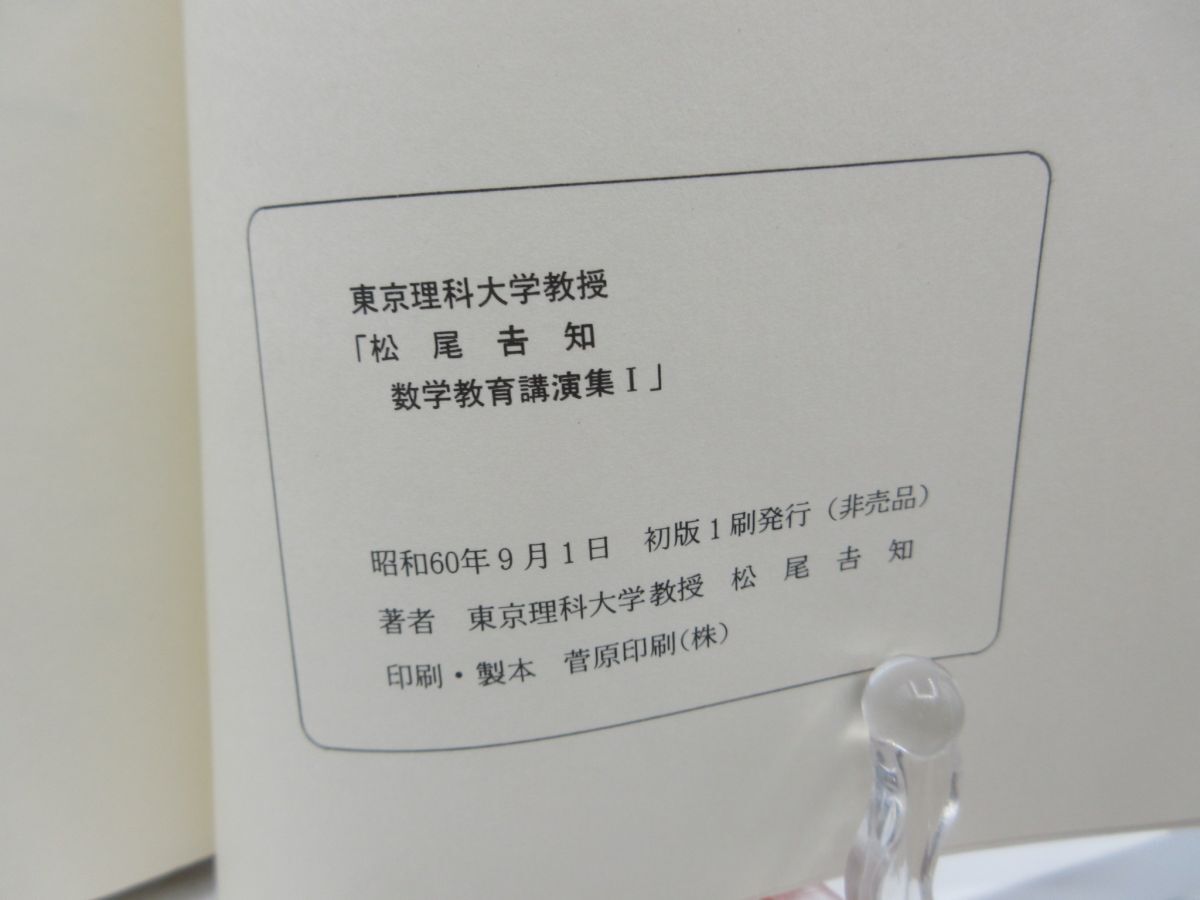 東京理科大学教授
「松 尾 𠮷 知
数学教育講演集Ⅰ」
昭和60年9月1日 初版1刷発行(非売品)
著者 東京理科大学教授 松 尾 𠮷 知
印刷・製本 菅原印刷(株)